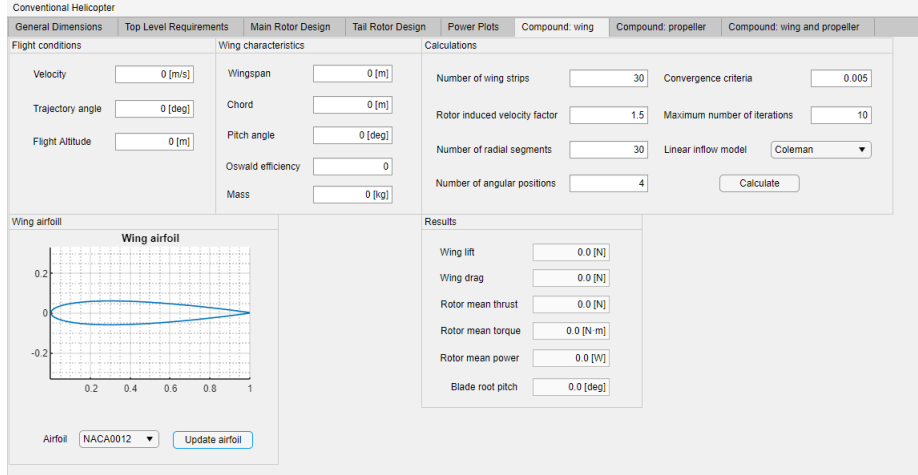 Conventional Helicopter
General Dimensions Top Level Requirements Main Rotor Design Tail Rotor Design Power Plots Compound: wing Compound: propeller Compound: wing and propeller
Flight conditions
Velocity 0 [m/s]
Trajectory angle 0 [deg]
Flight Altitude 0 [m]
Wing characteristics
Wingspan 0 [m]
Chord 0 [m]
Pitch angle 0 [deg]
Oswald efficiency 0
Mass 0 [kg]
Calculations
Number of wing strips 30 Convergence criteria 0.005
Rotor induced velocity factor 1.5 Maximum number of iterations 10
Number of radial segments 30 Linear inflow model Coleman
Number of angular positions 4 Calculate
Wing airfoill
Wing airfoil
0.2
0
-0.2
0.2 0.4 0.6 0.8 1
Airfoil NACA0012 Update airfoil
Results
Wing lift 0.0 [N]
Wing drag 0.0 [N]
Rotor mean thrust 0.0 [N]
Rotor mean torque 0.0 [N·m]
Rotor mean power 0.0 [W]
Blade root pitch 0.0 [deg]